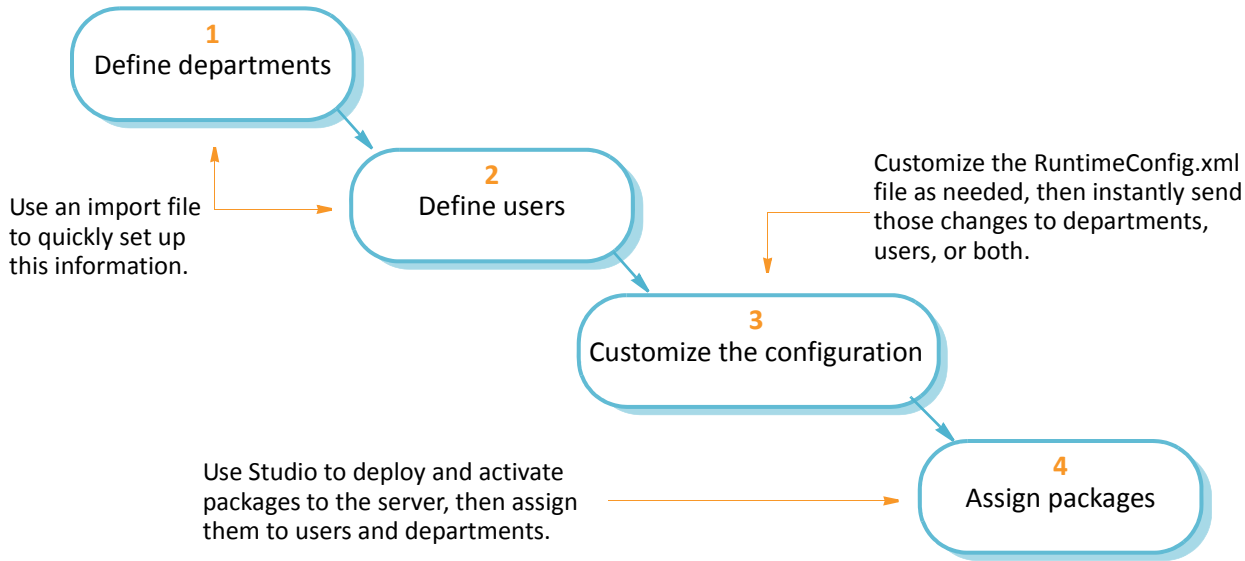 1
Define departments
2
Define users
Use an import file
to quickly set up
this information.
Customize the RuntimeConfig.xml
file as needed, then instantly send
those changes to departments,
users, or both.
3
Customize the configuration
Use Studio to deploy and activate
packages to the server, then assign
them to users and departments.
4
Assign packages